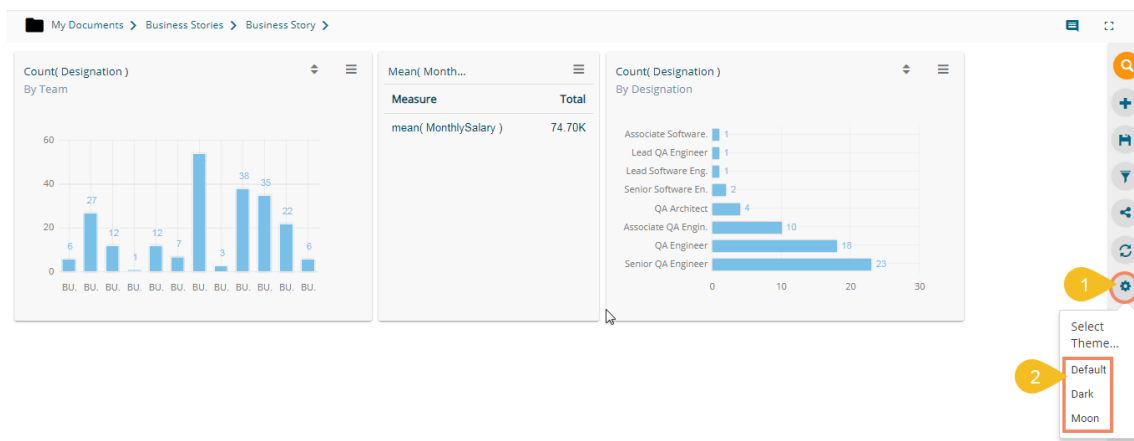 My Documents > Business Stories > Business Story >
Count( Designation )
By Team
60
40
20
0
6
27
12
1
12
7
3
38
35
22
6
BU. BU. BU. BU. BU. BU. BU. BU. BU. BU. BU. BU.
Mean( Month...
Measure Total
mean( MonthlySalary ) 74.70K
Count( Designation )
By Designation
Associate Software. 1
Lead QA Engineer 1
Lead Software Eng. 1
Senior Software En. 2
QA Architect 4
Associate QA Engin. 10
QA Engineer 18
Senior QA Engineer 23
0 10 20 30
1
Select
Theme...
2
Default
Dark
Moon